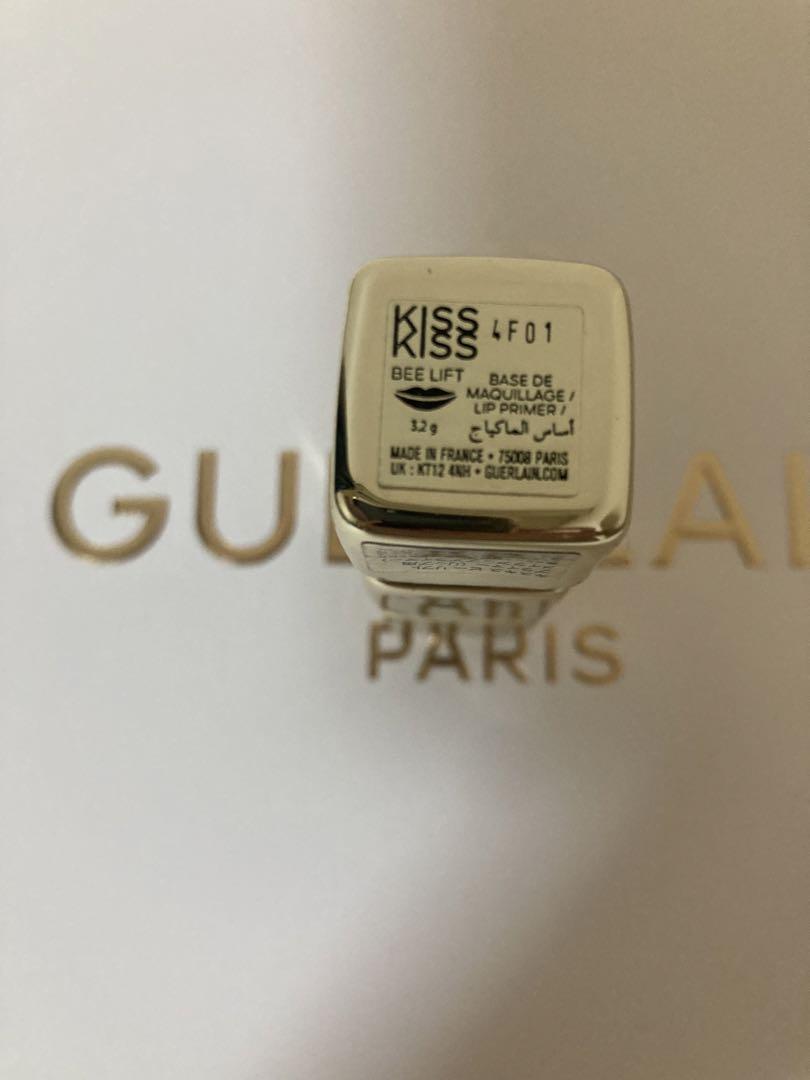 KISS 4F01
KISS
BEE LIFT
BASE DE
MAQUILLAGE /
LIP PRIMER /
3,2 g أساس الماكياج
MADE IN FRANCE • 75008 PARIS
UK : KT12 4NH • GUERLAIN.COM
PARIS